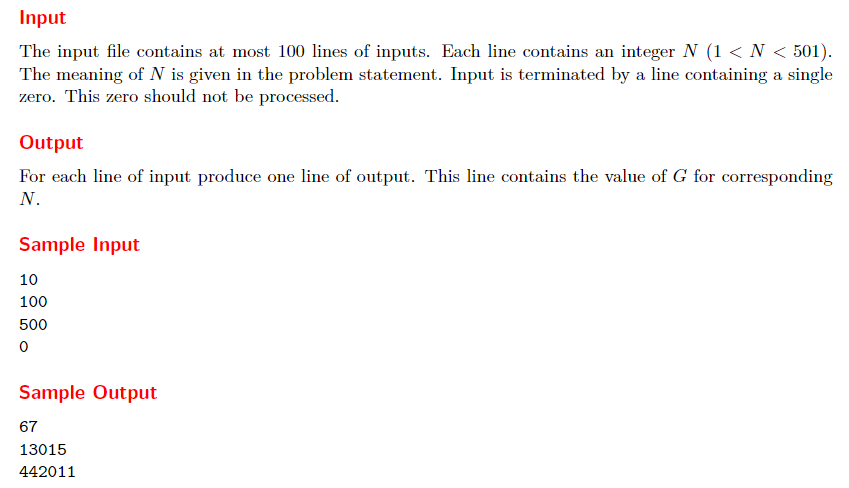 Input
The input file contains at most 100 lines of inputs. Each line contains an integer N (1 < N < 501).
The meaning of N is given in the problem statement. Input is terminated by a line containing a single
zero. This zero should not be processed.
Output
For each line of input produce one line of output. This line contains the value of G for corresponding
N.
Sample Input
10
100
500
0
Sample Output
67
13015
442011